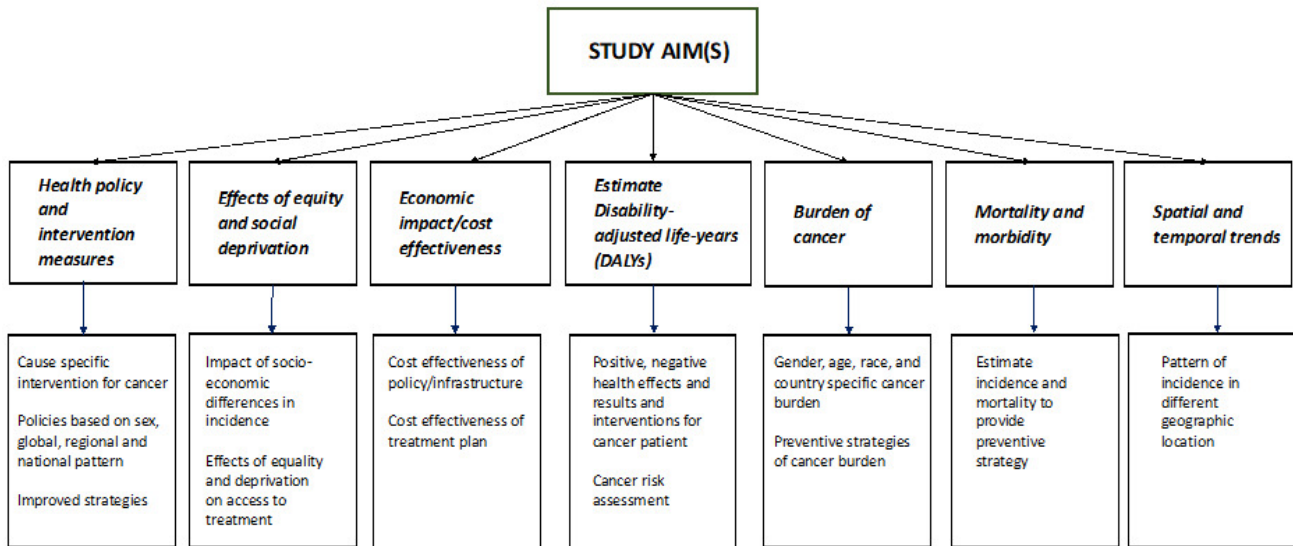 STUDY AIM(S)
Health policy
and
intervention
measures
Effects of equity
and social
deprivation
Economic
impact/cost
effectiveness
Estimate
Disability-
adjusted life-years
(DALYs)
Burden of
cancer
Mortality and
morbidity
Spatial and
temporal trends
Cause specific
intervention for cancer
Policies based on sex,
global, regional and
national pattern
Improved strategies
Impact of socio-
economic
differences in
incidence
Effects of equality
and deprivation
on access to
treatment
Cost effectiveness of
policy/infrastructure
Cost effectiveness of
treatment plan
Positive, negative
health effects and
results and
interventions for
cancer patient
Cancer risk
assessment
Gender, age, race, and
country specific cancer
burden
Preventive strategies
of cancer burden
Estimate
incidence and
mortality to
provide
preventive
strategy
Pattern of
incidence in
different
geographic
location